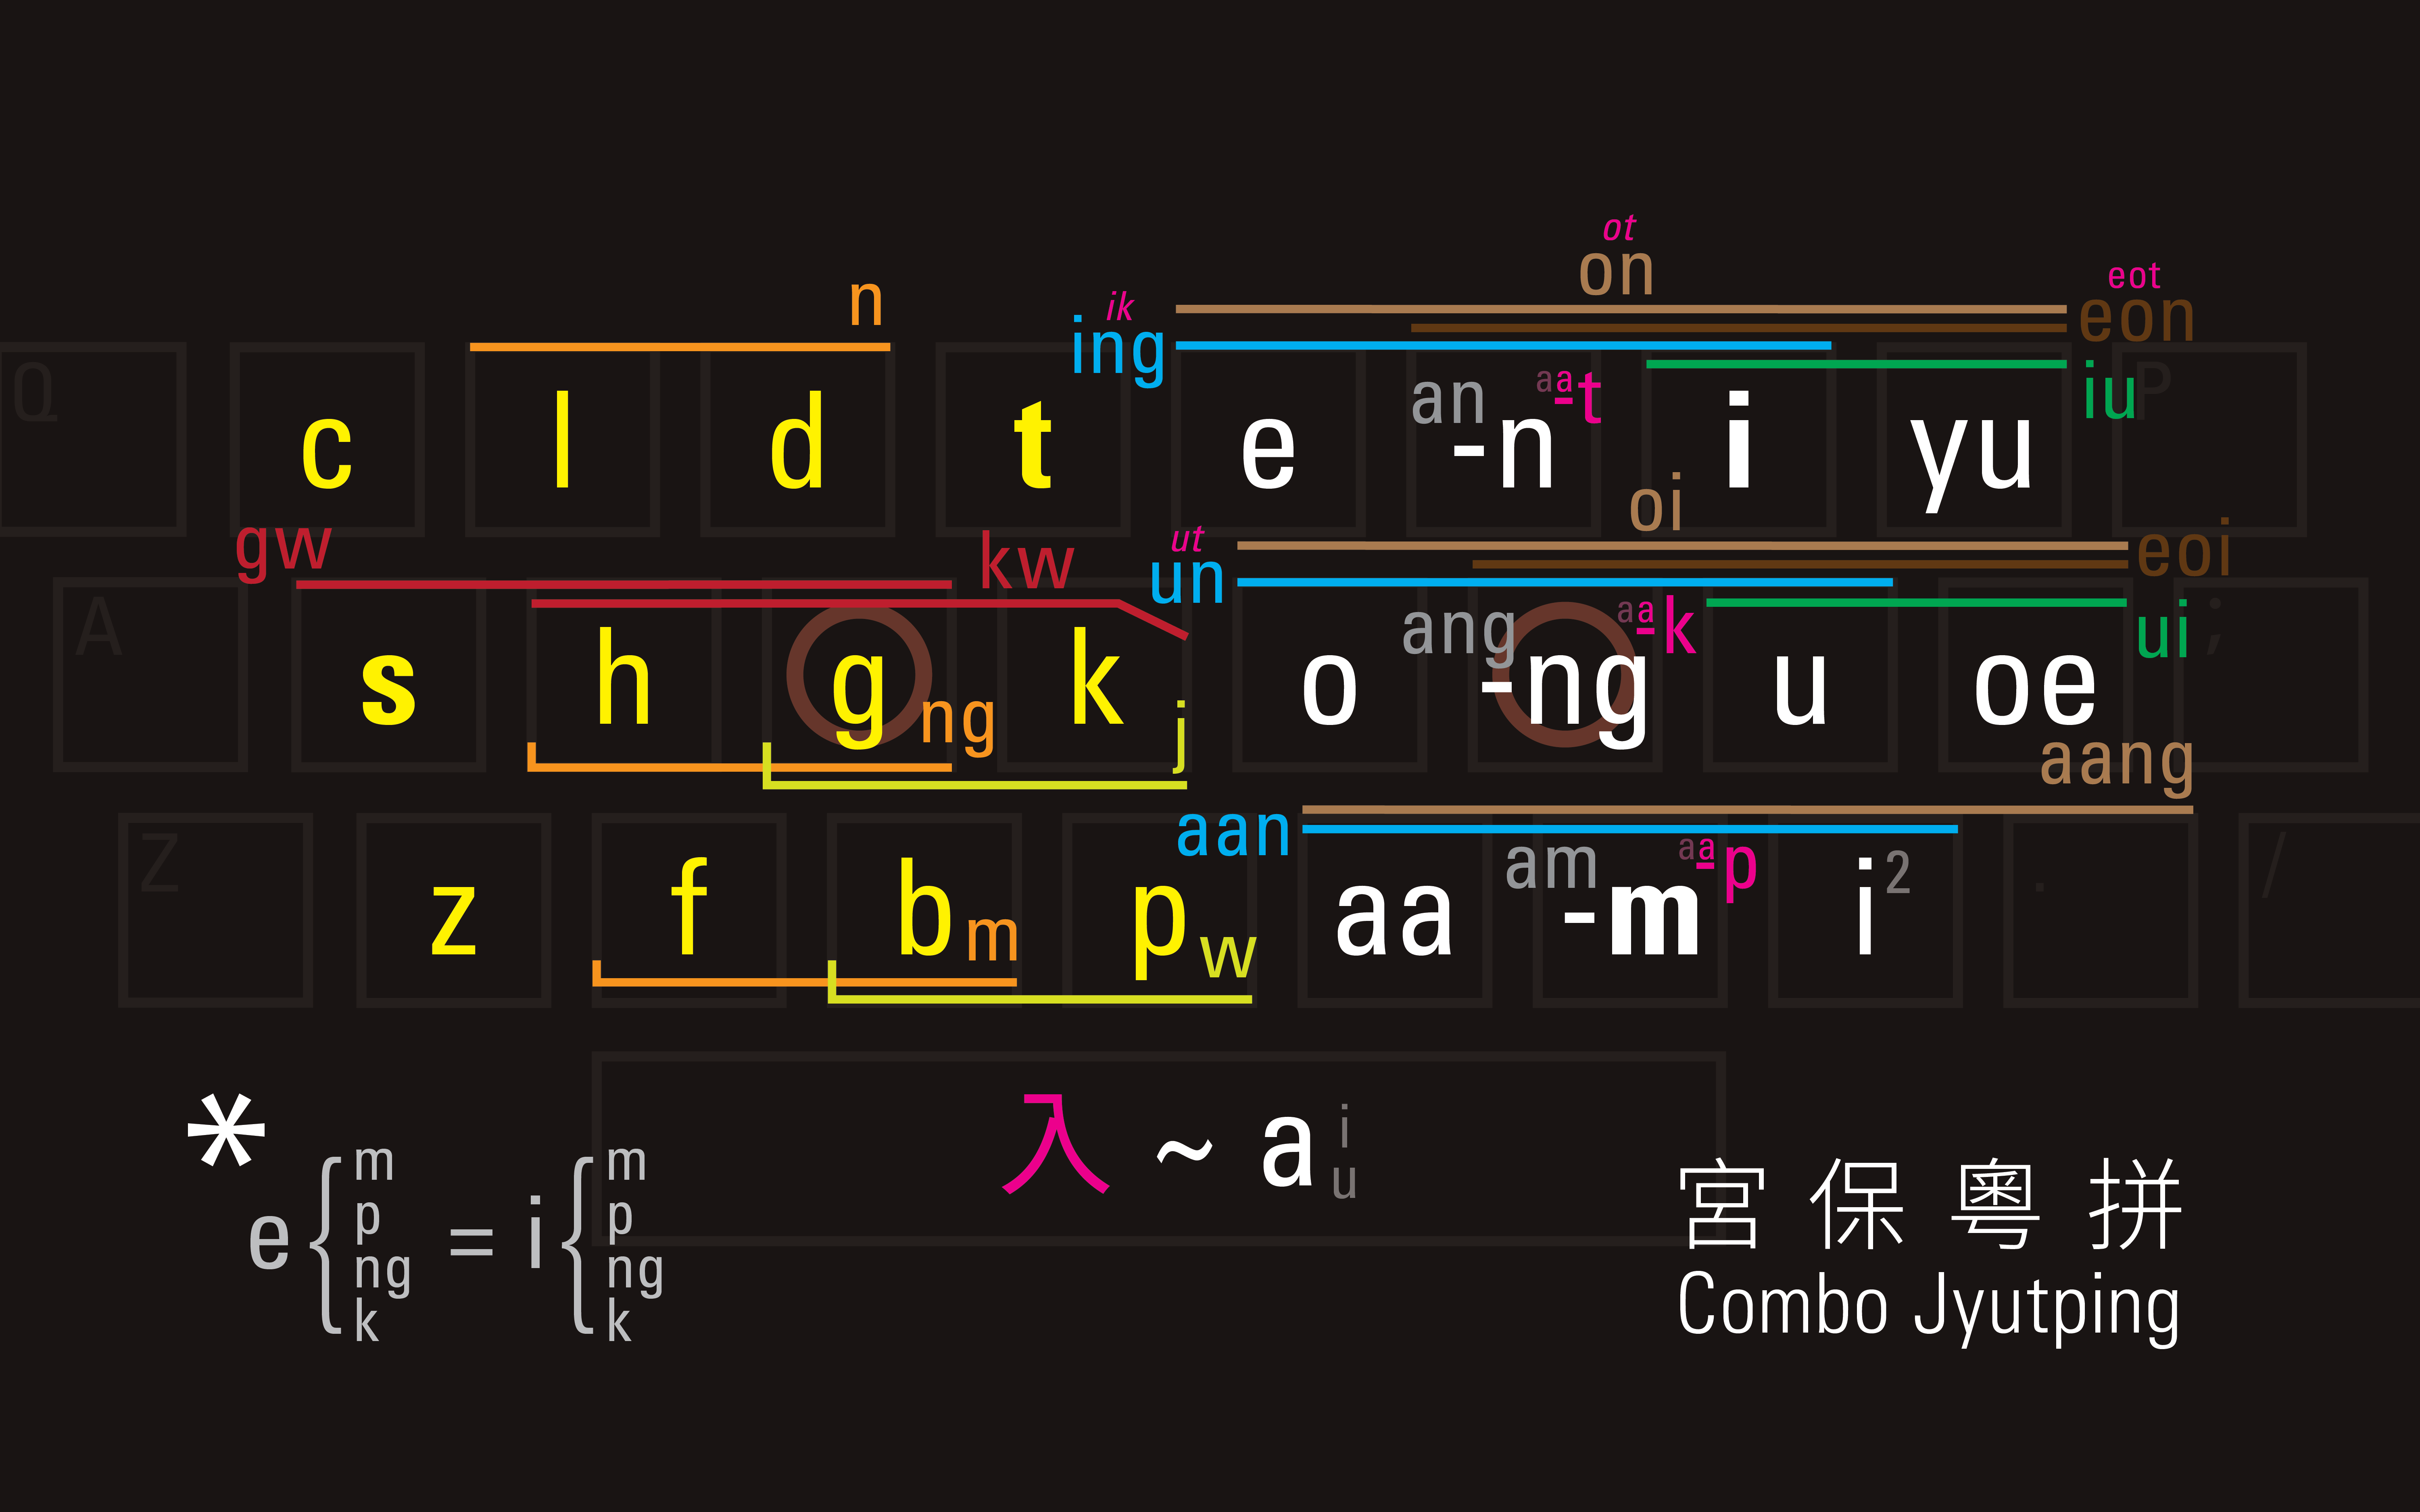 ot
on
eot
eon
n
ik
ing
iu
Q c l d t e an -n aa-t i yu P
oi
gw kw ut
un
eoi
ui
A s h g ng k j o ang -ng aa-k u oe ;
aang
aan
Z z f b m p w aa am -m aa-p i 2 . /
* e { m p ng k = i { m p ng k
入 ~ a i u
宮保粵拼
Combo Jyutping